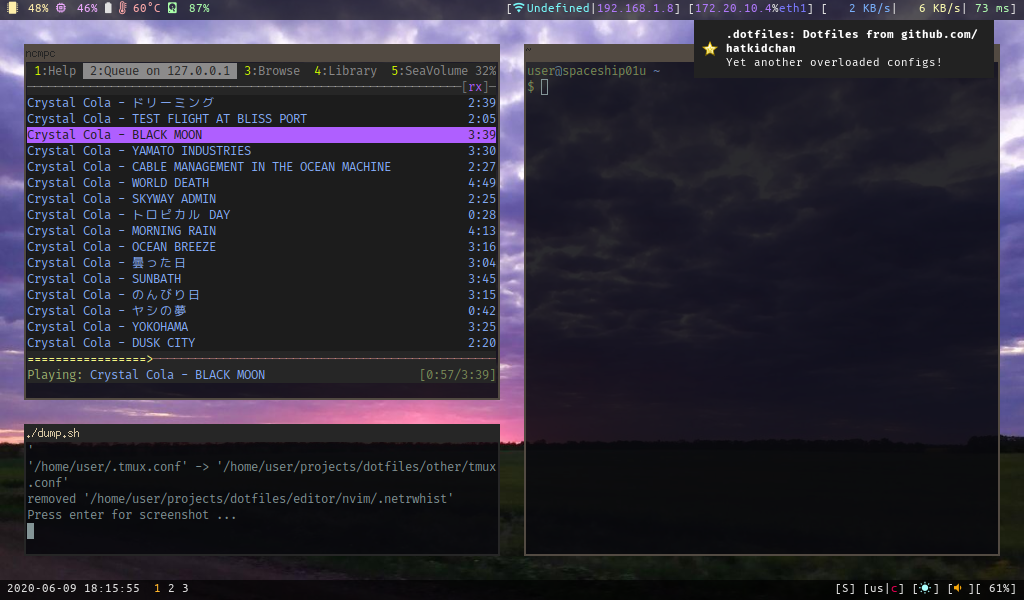 48% 46% 60°C 87% [Undefined|192.168.1.8] [172.20.10.4%eth1] [ 2 KB/s| 6 KB/s| 73 ms]
.dotfiles: Dotfiles from github.com/
hatkidchan
Yet another overloaded configs!
ncmpc
1:Help 2:Queue on 127.0.0.1 3:Browse 4:Library 5:SeaVolume 32%
[rx]
Crystal Cola - ドリーミング 2:39
Crystal Cola - TEST FLIGHT AT BLISS PORT 2:05
Crystal Cola - BLACK MOON 3:39
Crystal Cola - YAMATO INDUSTRIES 3:30
Crystal Cola - CABLE MANAGEMENT IN THE OCEAN MACHINE 2:27
Crystal Cola - WORLD DEATH 4:49
Crystal Cola - SKYWAY ADMIN 2:25
Crystal Cola - トロピカル DAY 0:28
Crystal Cola - MORNING RAIN 4:13
Crystal Cola - OCEAN BREEZE 3:16
Crystal Cola - 曇った日 3:04
Crystal Cola - SUNBATH 3:45
Crystal Cola - のんびり日 3:15
Crystal Cola - ヤシの夢 0:42
Crystal Cola - YOKOHAMA 3:25
Crystal Cola - DUSK CITY 2:20
=================>
Playing: Crystal Cola - BLACK MOON [0:57/3:39]
~
user@spaceship01u ~
$
./dump.sh
'
'/home/user/.tmux.conf' -> '/home/user/projects/dotfiles/other/tmux
.conf'
removed '/home/user/projects/dotfiles/editor/nvim/.netrwhist'
Press enter for screenshot ...
2020-06-09 18:15:55 1 2 3 [S] [us|c] [ ] [ ][ 61%]